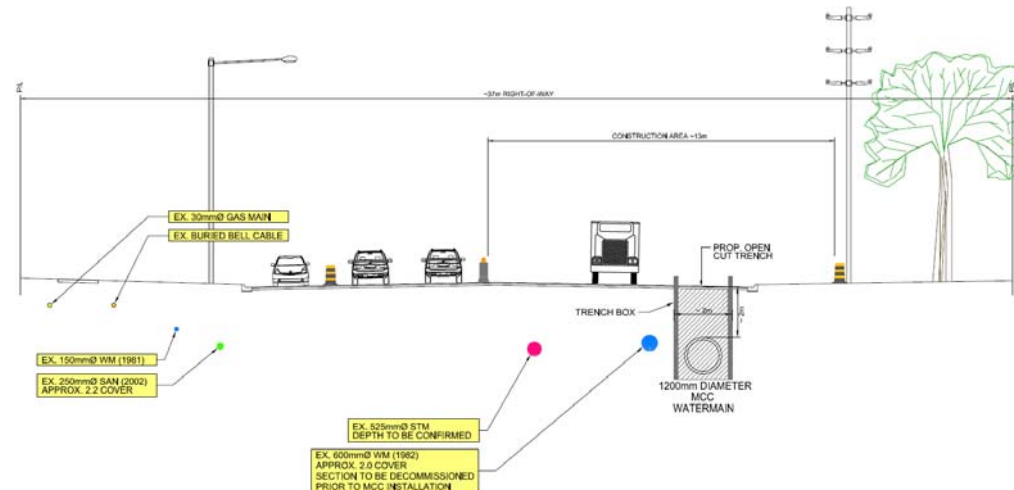 P/L
~37m RIGHT-OF-WAY
CONSTRUCTION AREA ~13m
EX. 30mmØ GAS MAIN
EX. BURIED BELL CABLE
PROP. OPEN
CUT TRENCH
TRENCH BOX
~ 2m
~ 2m
EX. 150mmØ WM (1981)
EX. 250mmØ SAN (2002)
APPROX. 2.2 COVER
1200mm DIAMETER
MCC
WATERMAIN
EX. 525mmØ STM
DEPTH TO BE CONFIRMED
EX. 600mmØ WM (1982)
APPROX. 2.0 COVER
SECTION TO BE DECOMMISSIONED
PRIOR TO MCC INSTALLATION